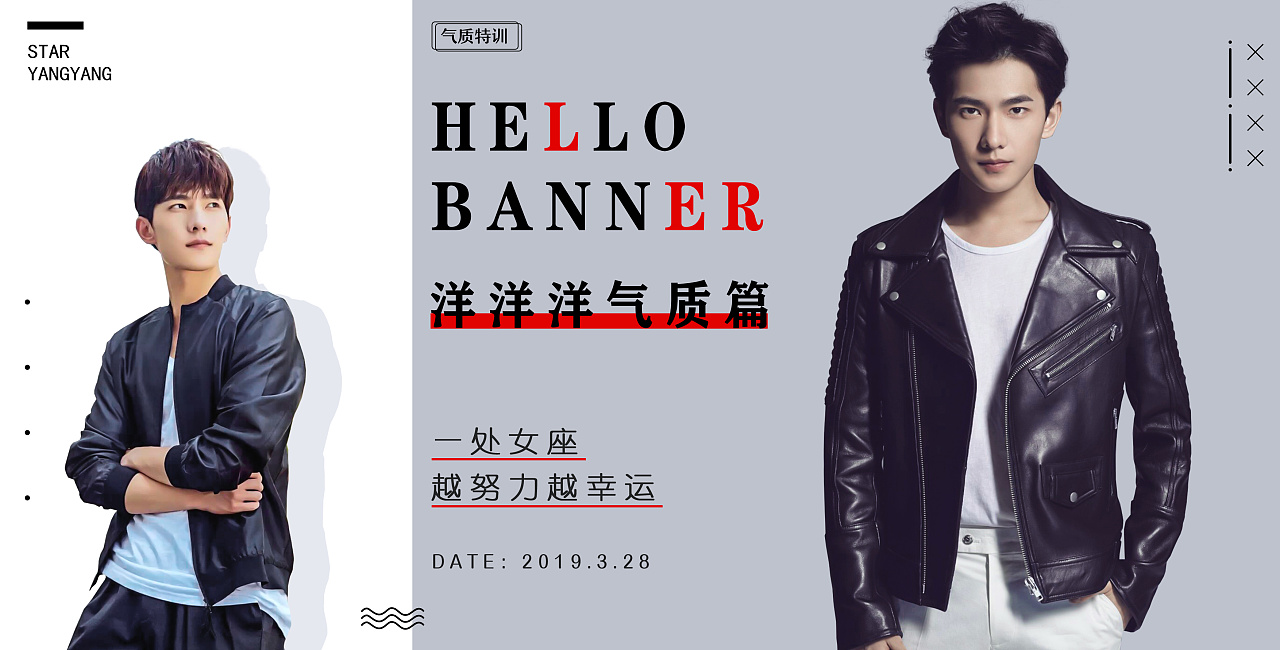 STAR
YANGYANG
气质特训
HELLO
BANNER
洋洋洋气质篇
一处女座
越努力越幸运
DATE: 2019.3.28